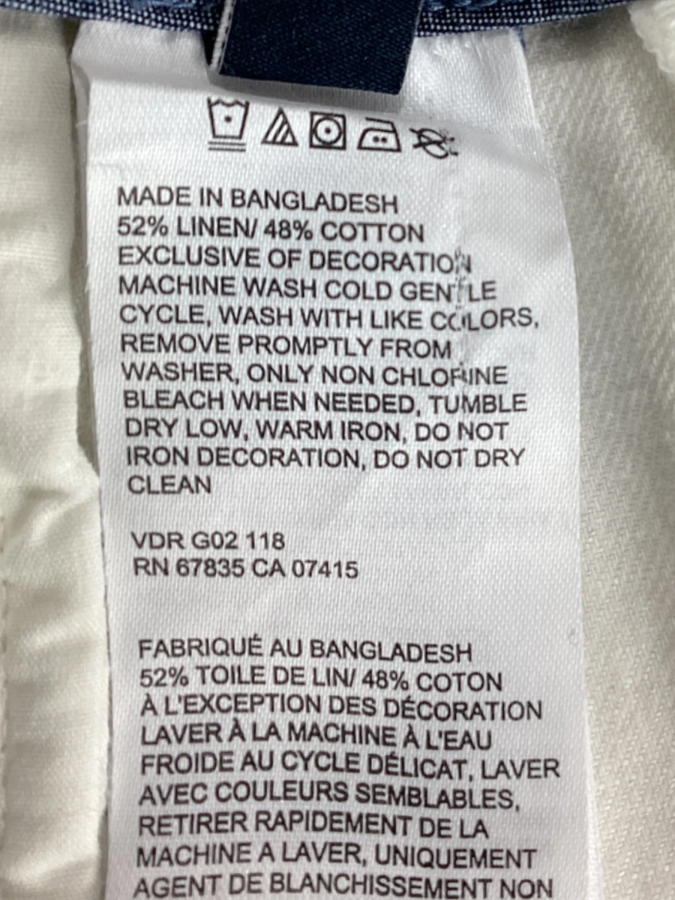 MADE IN BANGLADESH
52% LINEN/ 48% COTTON
EXCLUSIVE OF DECORATION
MACHINE WASH COLD GENTLE
CYCLE, WASH WITH LIKE COLORS,
REMOVE PROMPTLY FROM
WASHER, ONLY NON CHLORINE
BLEACH WHEN NEEDED, TUMBLE
DRY LOW, WARM IRON, DO NOT
IRON DECORATION, DO NOT DRY
CLEAN
VDR G02 118
RN 67835 CA 07415
FABRIQUÉ AU BANGLADESH
52% TOILE DE LIN/ 48% COTON
À L'EXCEPTION DES DÉCORATION
LAVER À LA MACHINE À L'EAU
FROIDE AU CYCLE DÉLICAT, LAVER
AVEC COULEURS SEMBLABLES,
RETIRER RAPIDEMENT DE LA
MACHINE A LAVER, UNIQUEMENT
AGENT DE BLANCHISSEMENT NON